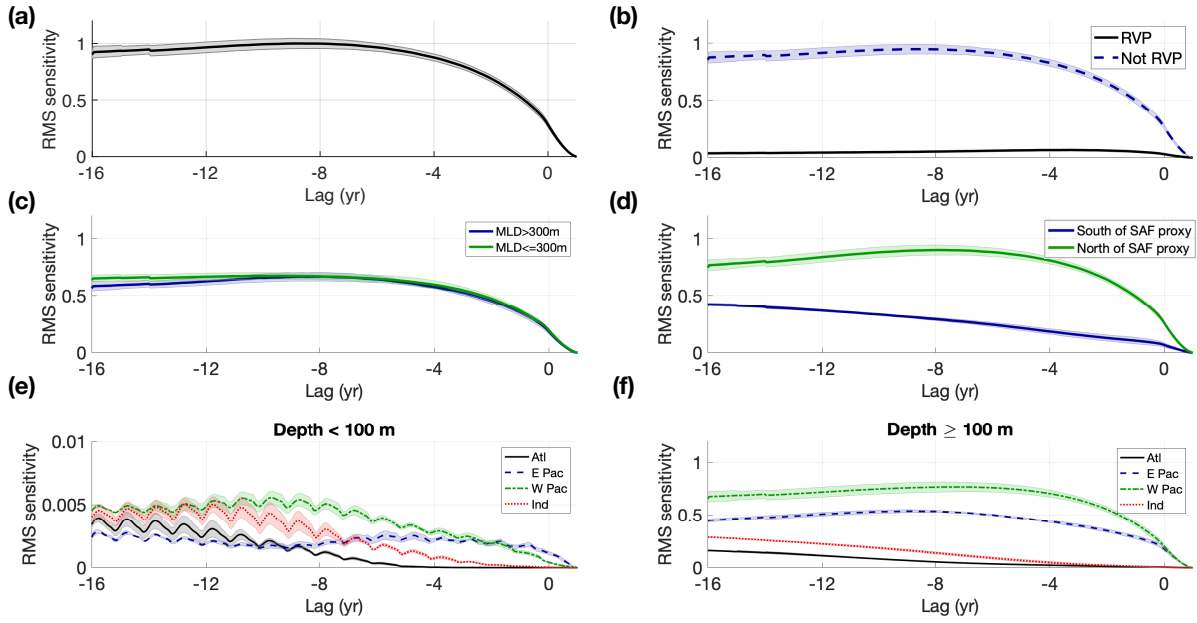 (a)
RMS sensitivity
1
0.5
0
-16
-12
-8
-4
0
Lag (yr)
(b)
RMS sensitivity
1
0.5
0
RVP
Not RVP
-16
-12
-8
-4
0
Lag (yr)
(c)
RMS sensitivity
1
0.5
0
MLD>300m
MLD<=300m
-16
-12
-8
-4
0
Lag (yr)
(d)
RMS sensitivity
1
0.5
0
South of SAF proxy
North of SAF proxy
-16
-12
-8
-4
0
Lag (yr)
(e)
Depth < 100 m
RMS sensitivity
0.01
0.005
0
Atl
E Pac
W Pac
Ind
-16
-12
-8
-4
0
Lag (yr)
(f)
Depth ≥ 100 m
RMS sensitivity
1
0.5
0
Atl
E Pac
W Pac
Ind
-16
-12
-8
-4
0
Lag (yr)